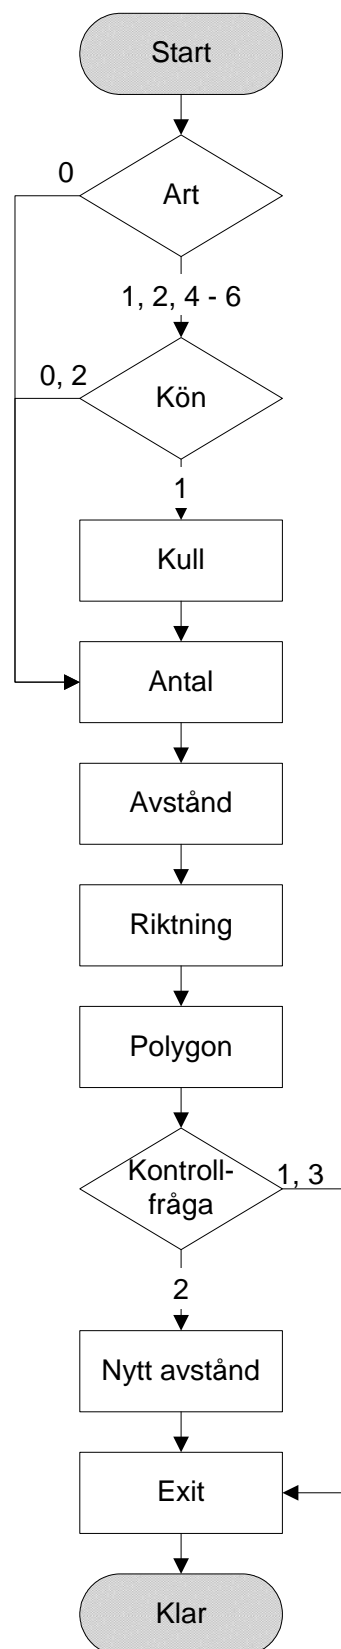 Start
0
Art
1, 2, 4 - 6
0, 2
Kön
1
Kull
Antal
Avstånd
Riktning
Polygon
Kontroll-
fråga
1, 3
2
Nytt avstånd
Exit
Klar